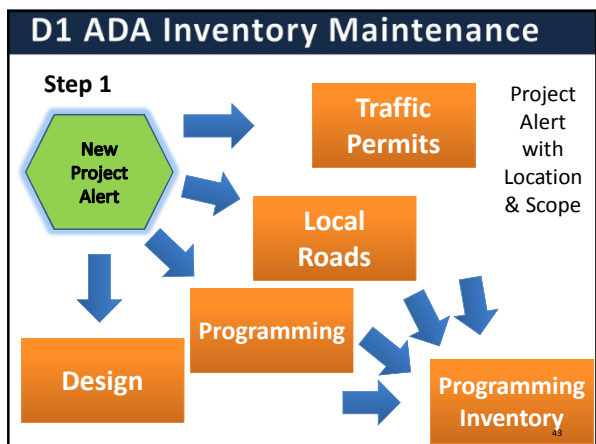 D1 ADA Inventory Maintenance
Step 1
New
Project
Alert
Traffic
Permits
Project
Alert
with
Location
& Scope
Local
Roads
Programming
Design
Programming
Inventory
43